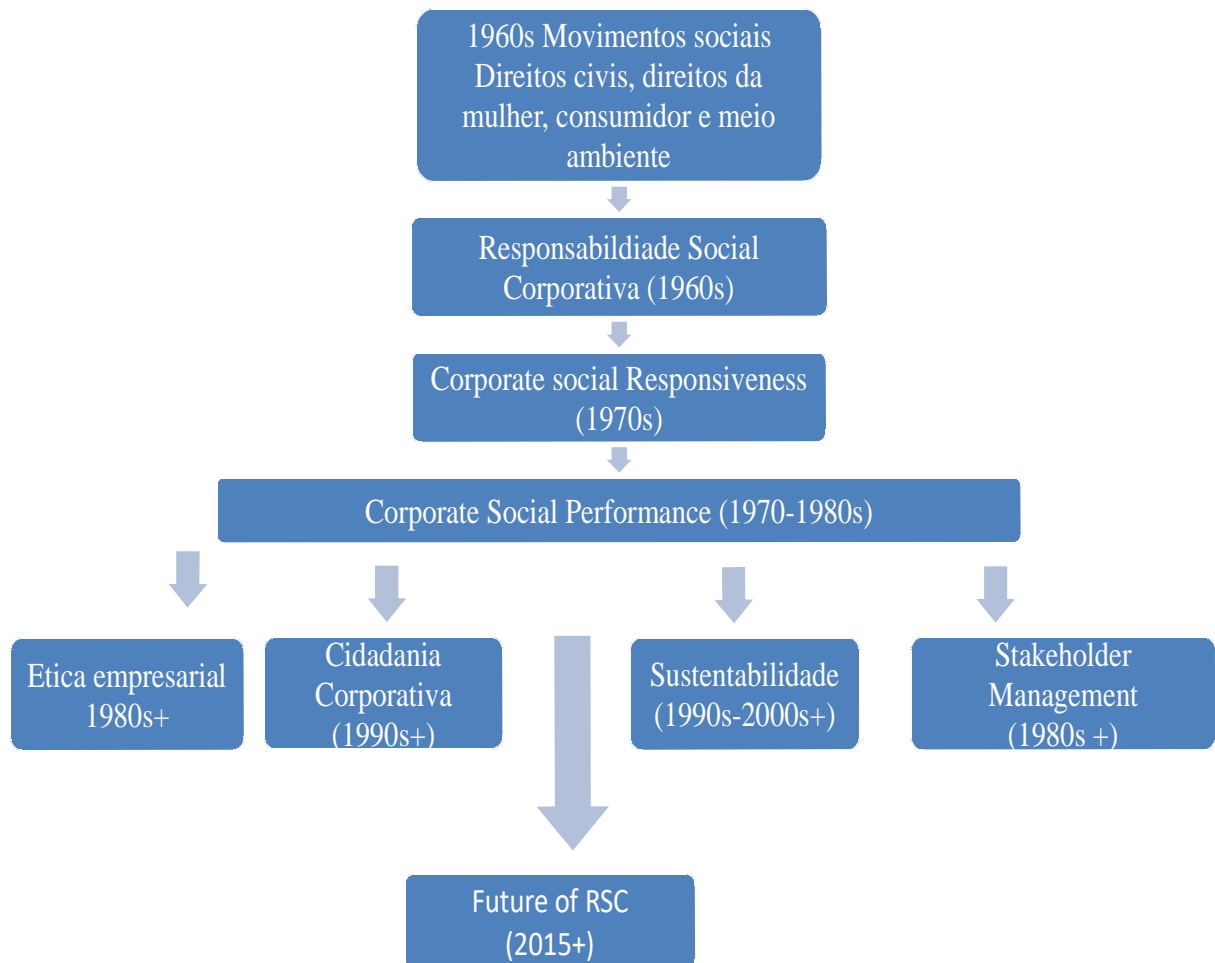 1960s Movimentos sociais
Direitos civis, direitos da
mulher, consumidor e meio
ambiente
Responsabildiade Social
Corporativa (1960s)
Corporate social Responsiveness
(1970s)
Corporate Social Performance (1970-1980s)
Etica empresarial
1980s+
Cidadania
Corporativa
(1990s+)
Sustentabilidade
(1990s-2000s+)
Stakeholder
Management
(1980s +)
Future of RSC
(2015+)